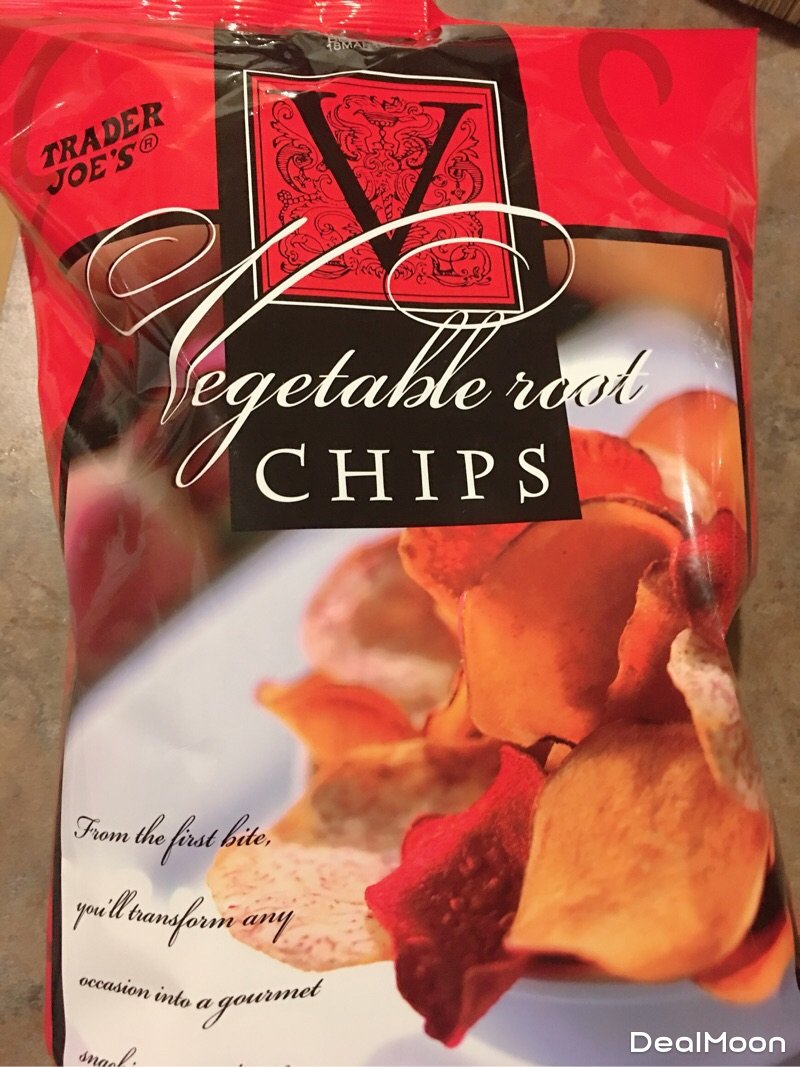 TRADER
JOE'S®
V
Vegetable root
CHIPS
From the first bite,
you'll transform any
occasion into a gourmet
DealMoon